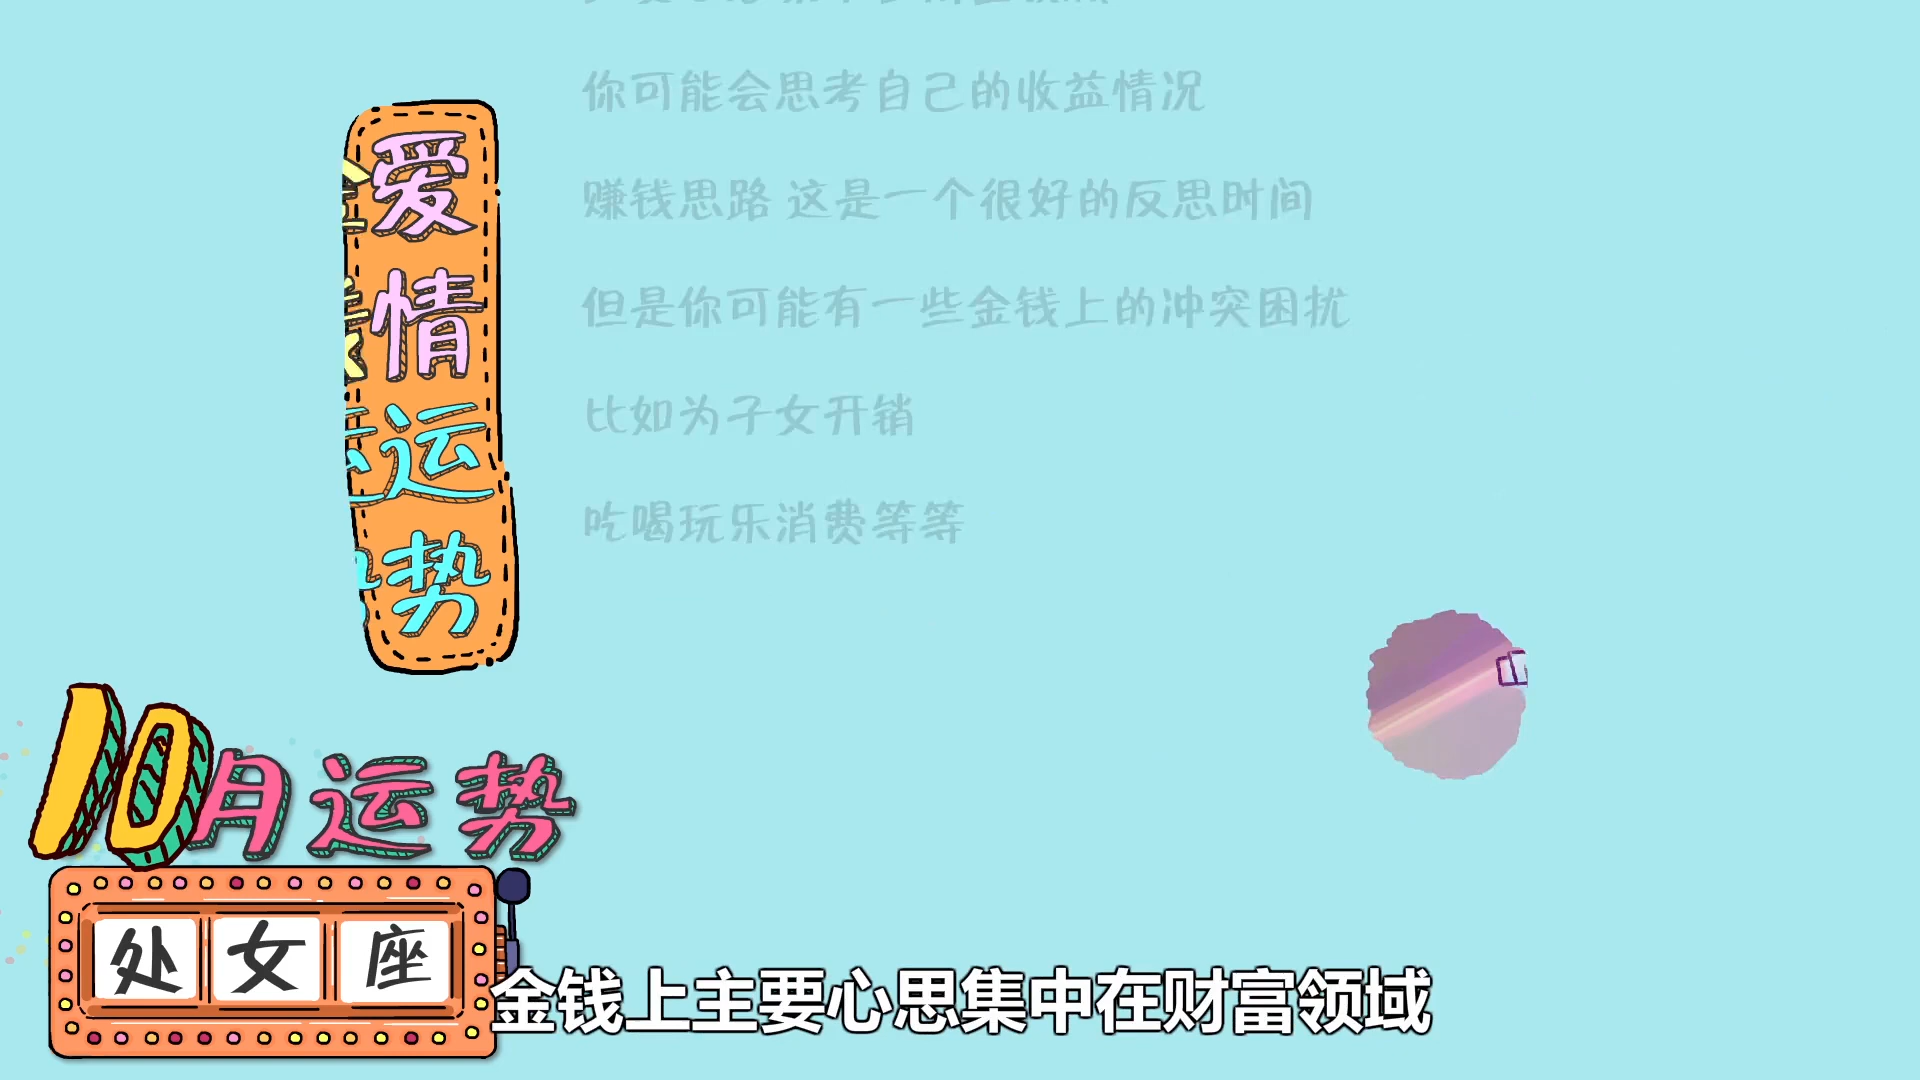 你可能会思考自己的收益情况
赚钱思路 这是一个很好的反思时间
但是你可能有一些金钱上的冲突困扰
比如为子女开销
吃喝玩乐消费等等
爱情运势
10月运势
处女座
金钱上主要心思集中在财富领域